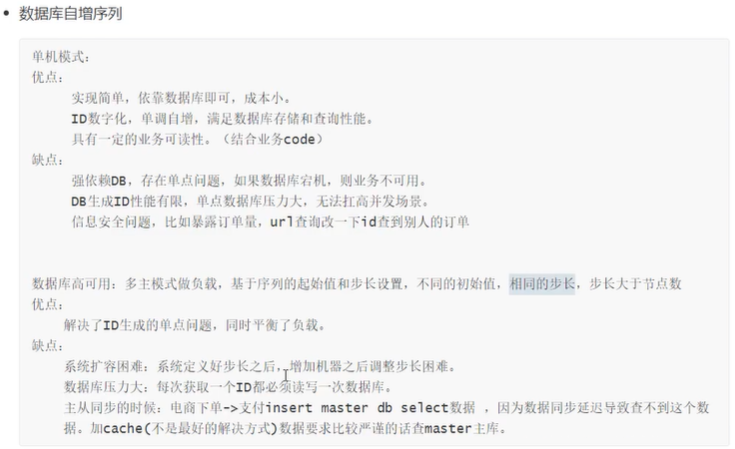 数据库自增序列
单机模式：
优点：
实现简单，依靠数据库即可，成本小。
ID数字化，单调自增，满足数据库存储和查询性能。
具有一定的业务可读性。（结合业务code）
缺点：
强依赖DB，存在单点问题，如果数据库宕机，则业务不可用。
DB生成ID性能有限，单点数据库压力大，无法扛高并发场景。
信息安全问题，比如暴露订单量，url查询改一下id查到别人的订单
数据库高可用：多主模式做负载，基于序列的起始值和步长设置，不同的初始值，相同的步长，步长大于节点数
优点：
解决了ID生成的单点问题，同时平衡了负载。
缺点：
系统扩容困难：系统定义好步长之后，增加机器之后调整步长困难。
数据库压力大：每次获取一个ID都必须读写一次数据库。
主从同步的时候：电商下单->支付insert master db select数据 ，因为数据同步延迟导致查不到这个数
据。加cache(不是最好的解决方式)数据要求比较严谨的话查master主库。